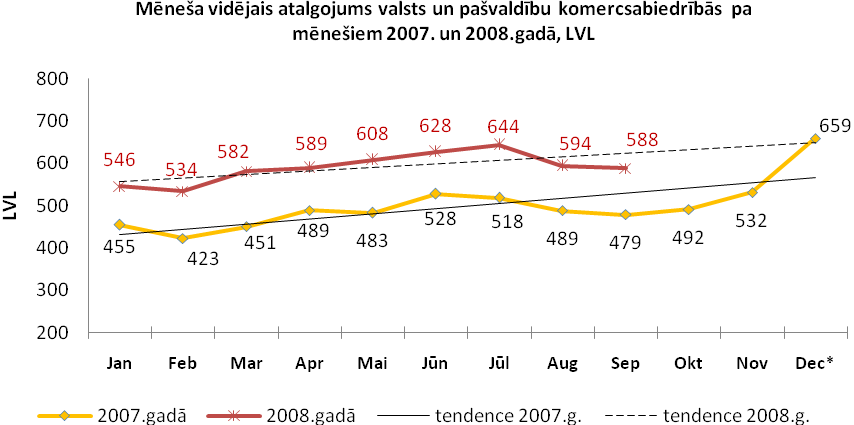 Mēneša vidējais atalgojums valsts un pašvaldību komercsabiedrībās pa
mēnešiem 2007. un 2008.gadā, LVL
LVL
800
700
600
500
400
300
200
546 534 582 589 608 628 644 594 588 659
455 423 451 489 483 528 518 489 479 492 532
Jan Feb Mar Apr Mai Jūn Jūl Aug Sep Okt Nov Dec*
2007.gadā 2008.gadā tendence 2007.g. tendence 2008.g.